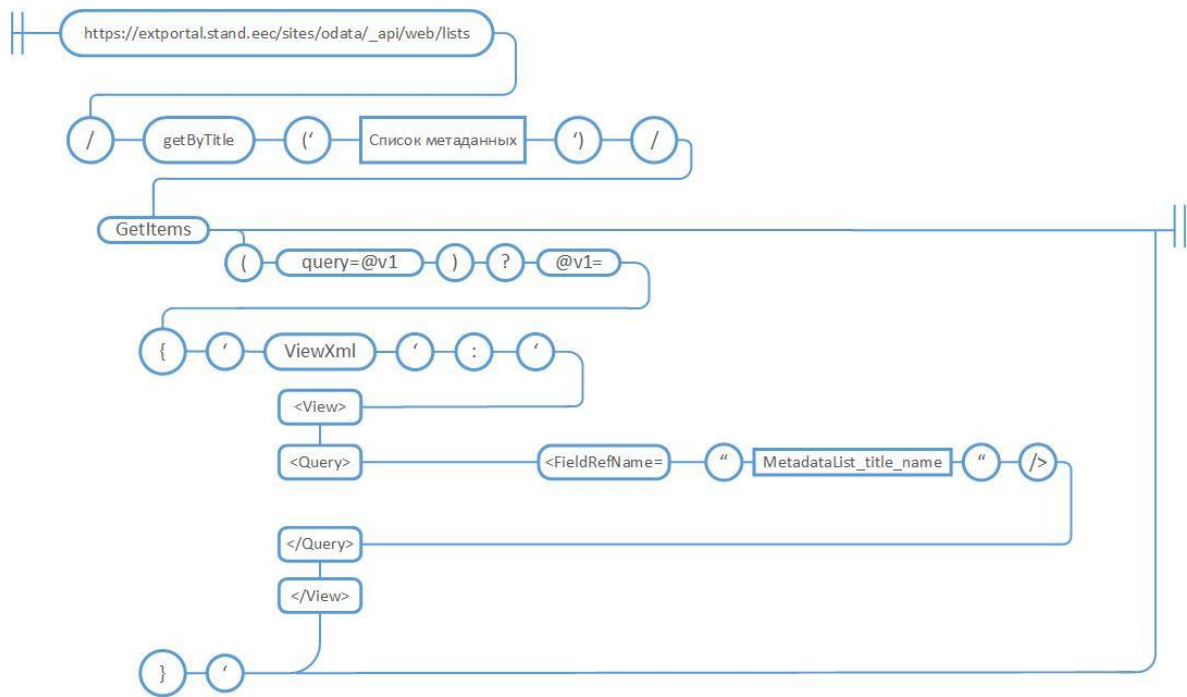 https://extportal.stand.eec/sites/odata/_api/web/lists
/ getByTitle (‘ Список метаданных ‘) /
GetItems
( query=@v1 ) ? @v1=
{ ‘ ViewXml ‘ : ‘
<View>
<Query> <FieldRefName= “ MetadataList_title_name “ />
</Query>
</View>
} ‘